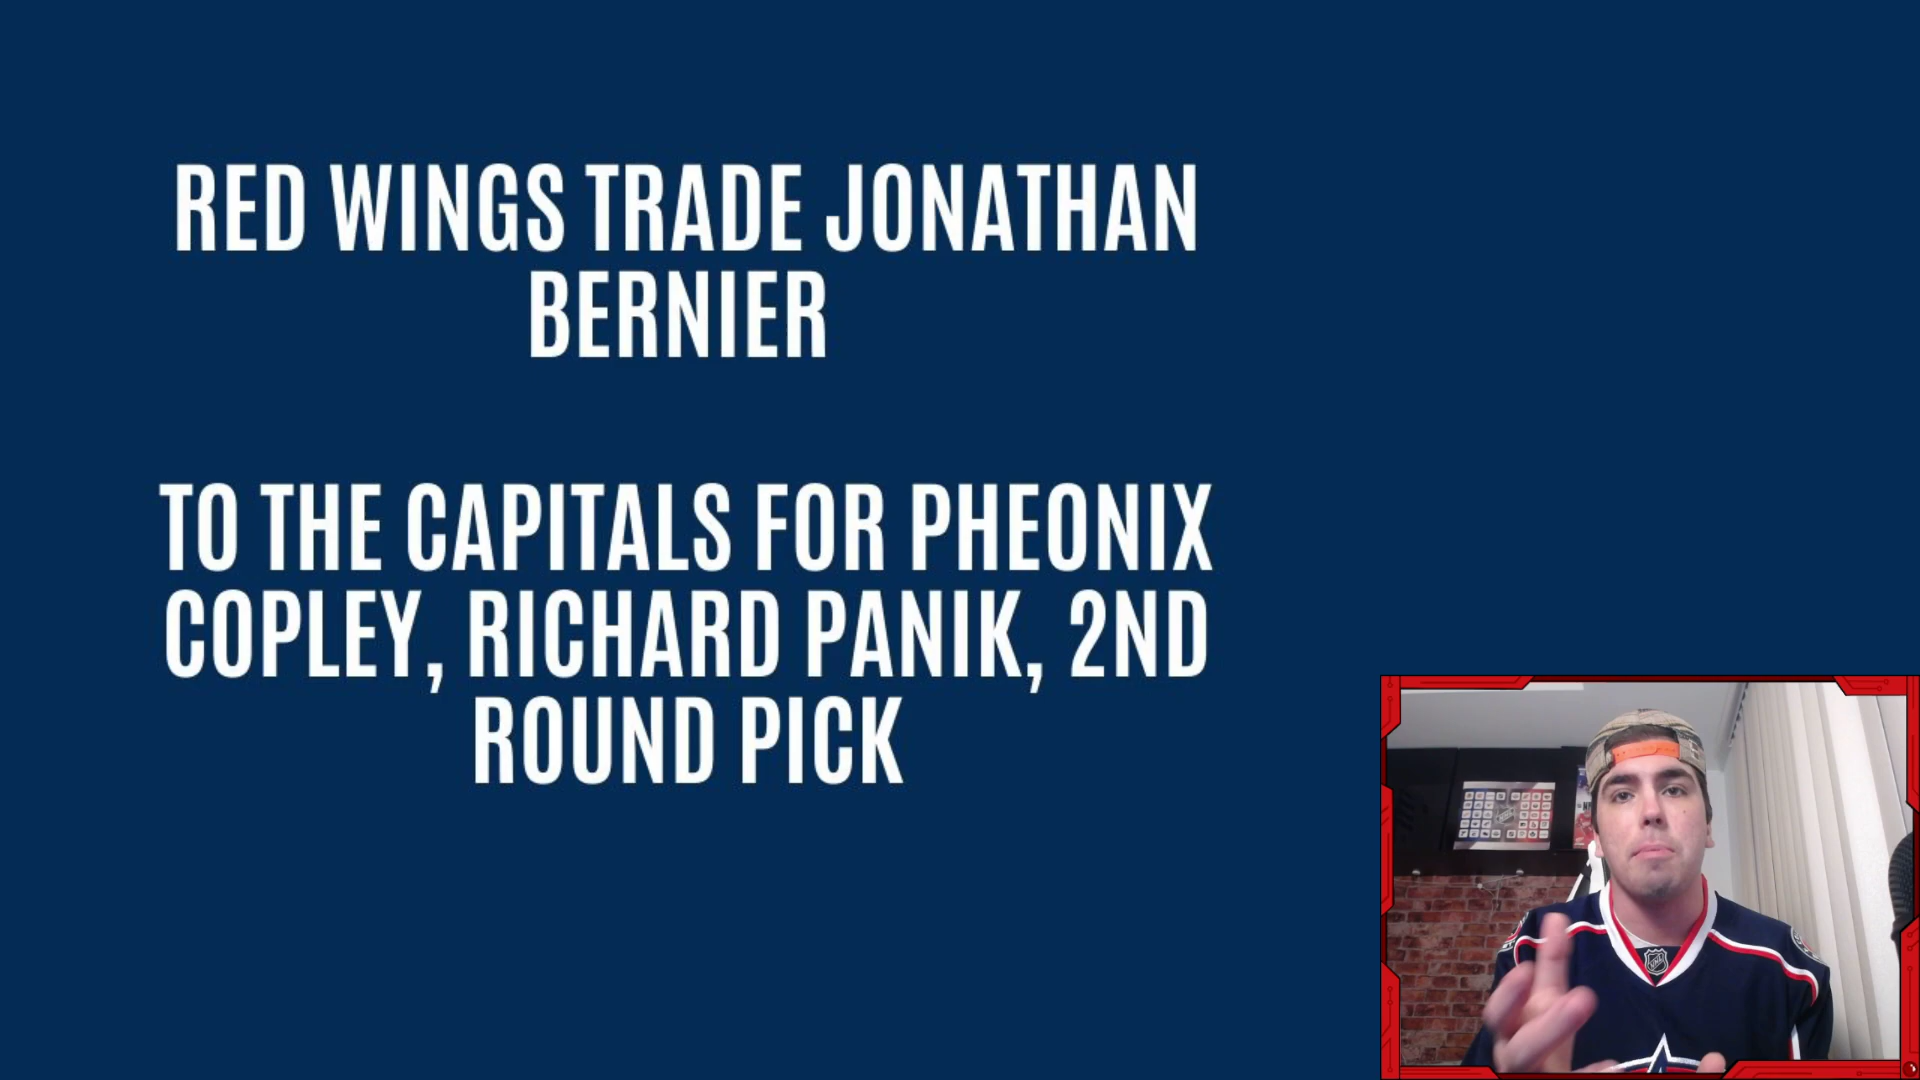 RED WINGS TRADE JONATHAN
BERNIER
TO THE CAPITALS FOR PHEONIX
COPLEY, RICHARD PANIK, 2ND
ROUND PICK